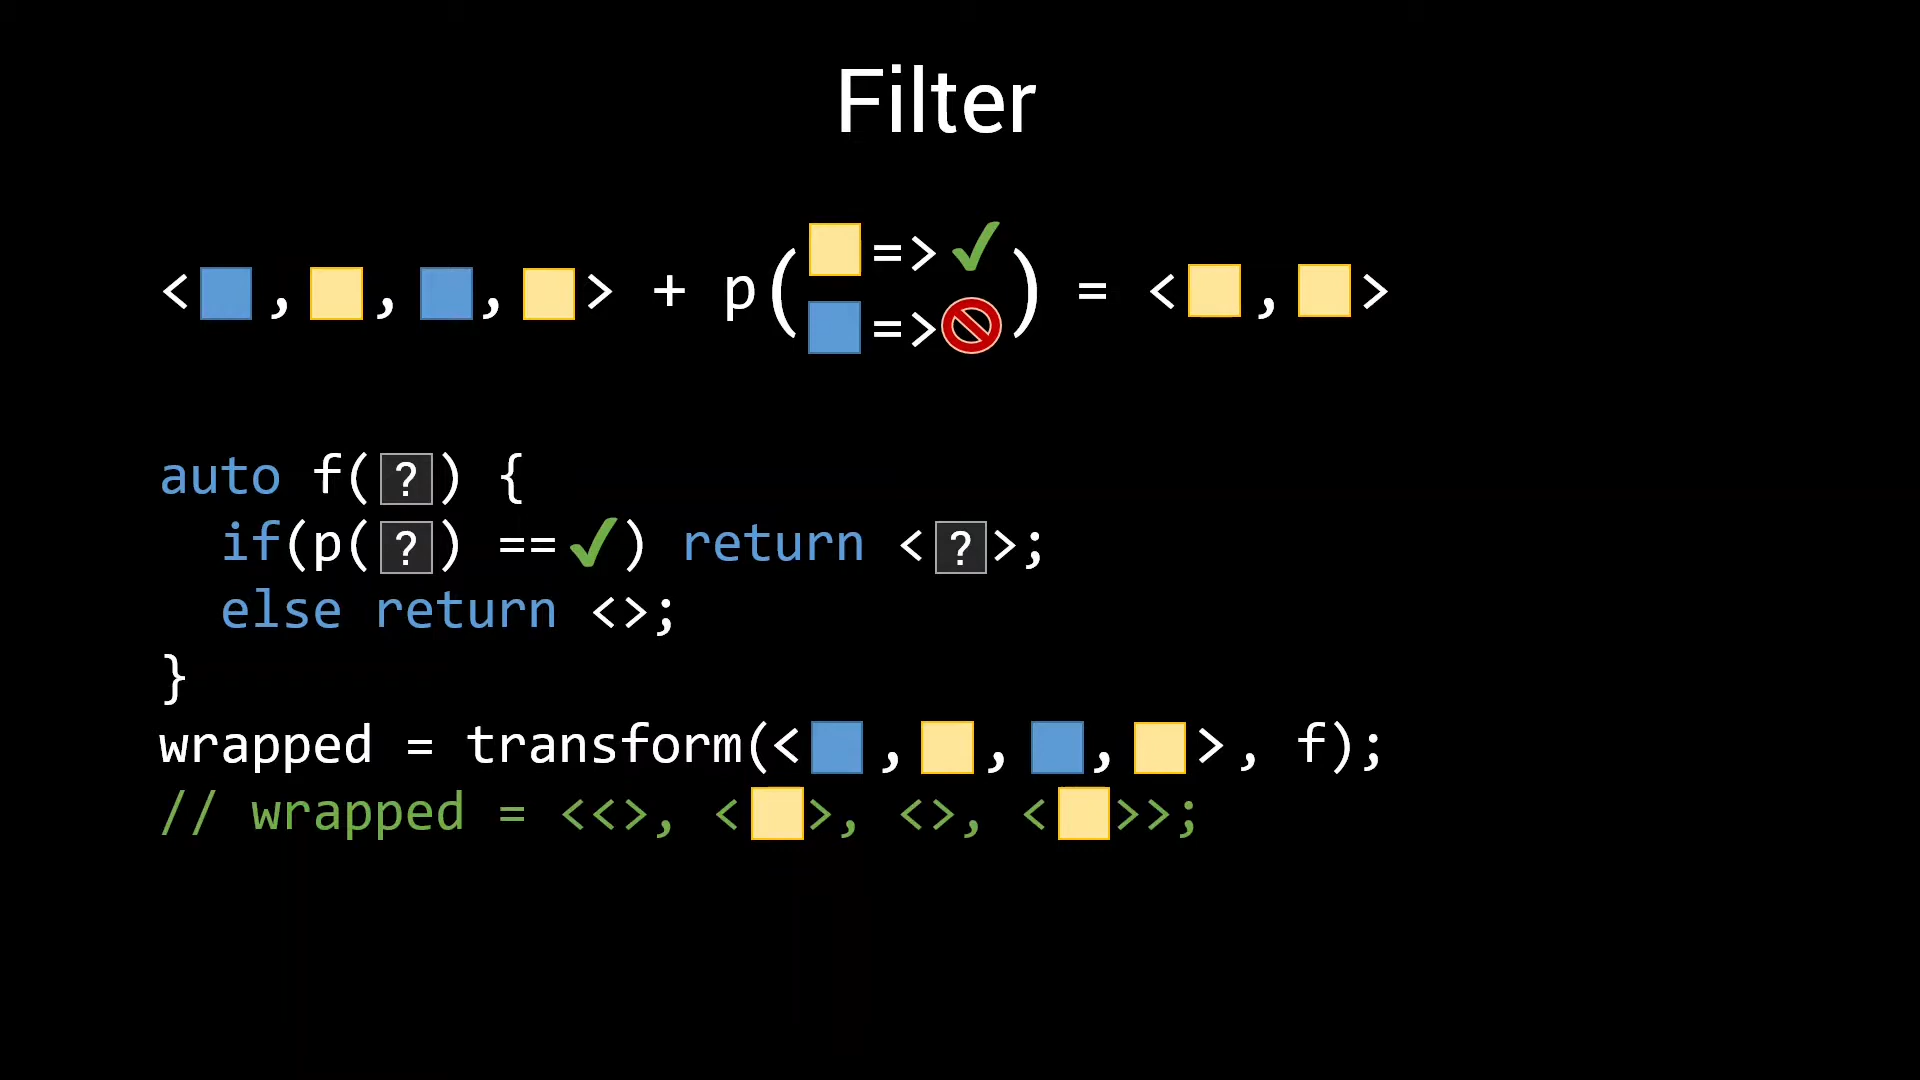 Filter
<🟦,🟨,🟦,🟨> + p(🟨=>✔ 🟦=>🚫) = <🟨,🟨>
auto f(?) {
if(p(?) ==✔) return <?>;
else return <>;
}
wrapped = transform(<🟦,🟨,🟦,🟨>, f);
// wrapped = <<>, <🟨>, <>, <🟨>>;